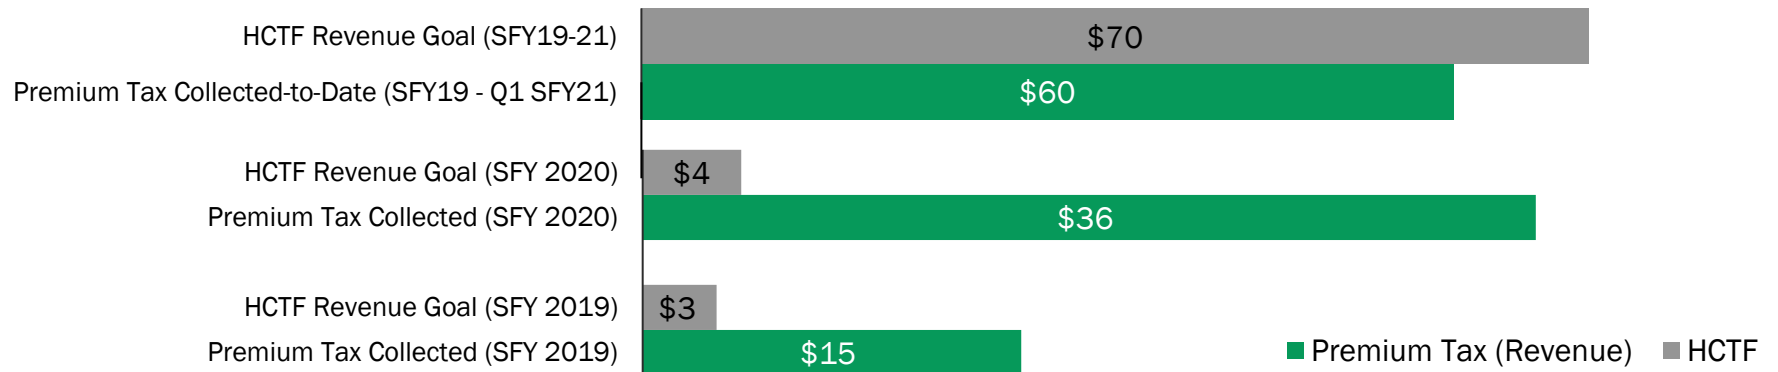 HCTF Revenue Goal (SFY19-21) $70
Premium Tax Collected-to-Date (SFY19 - Q1 SFY21) $60
HCTF Revenue Goal (SFY 2020) $4
Premium Tax Collected (SFY 2020) $36
HCTF Revenue Goal (SFY 2019) $3
Premium Tax Collected (SFY 2019) $15
Premium Tax (Revenue) HCTF